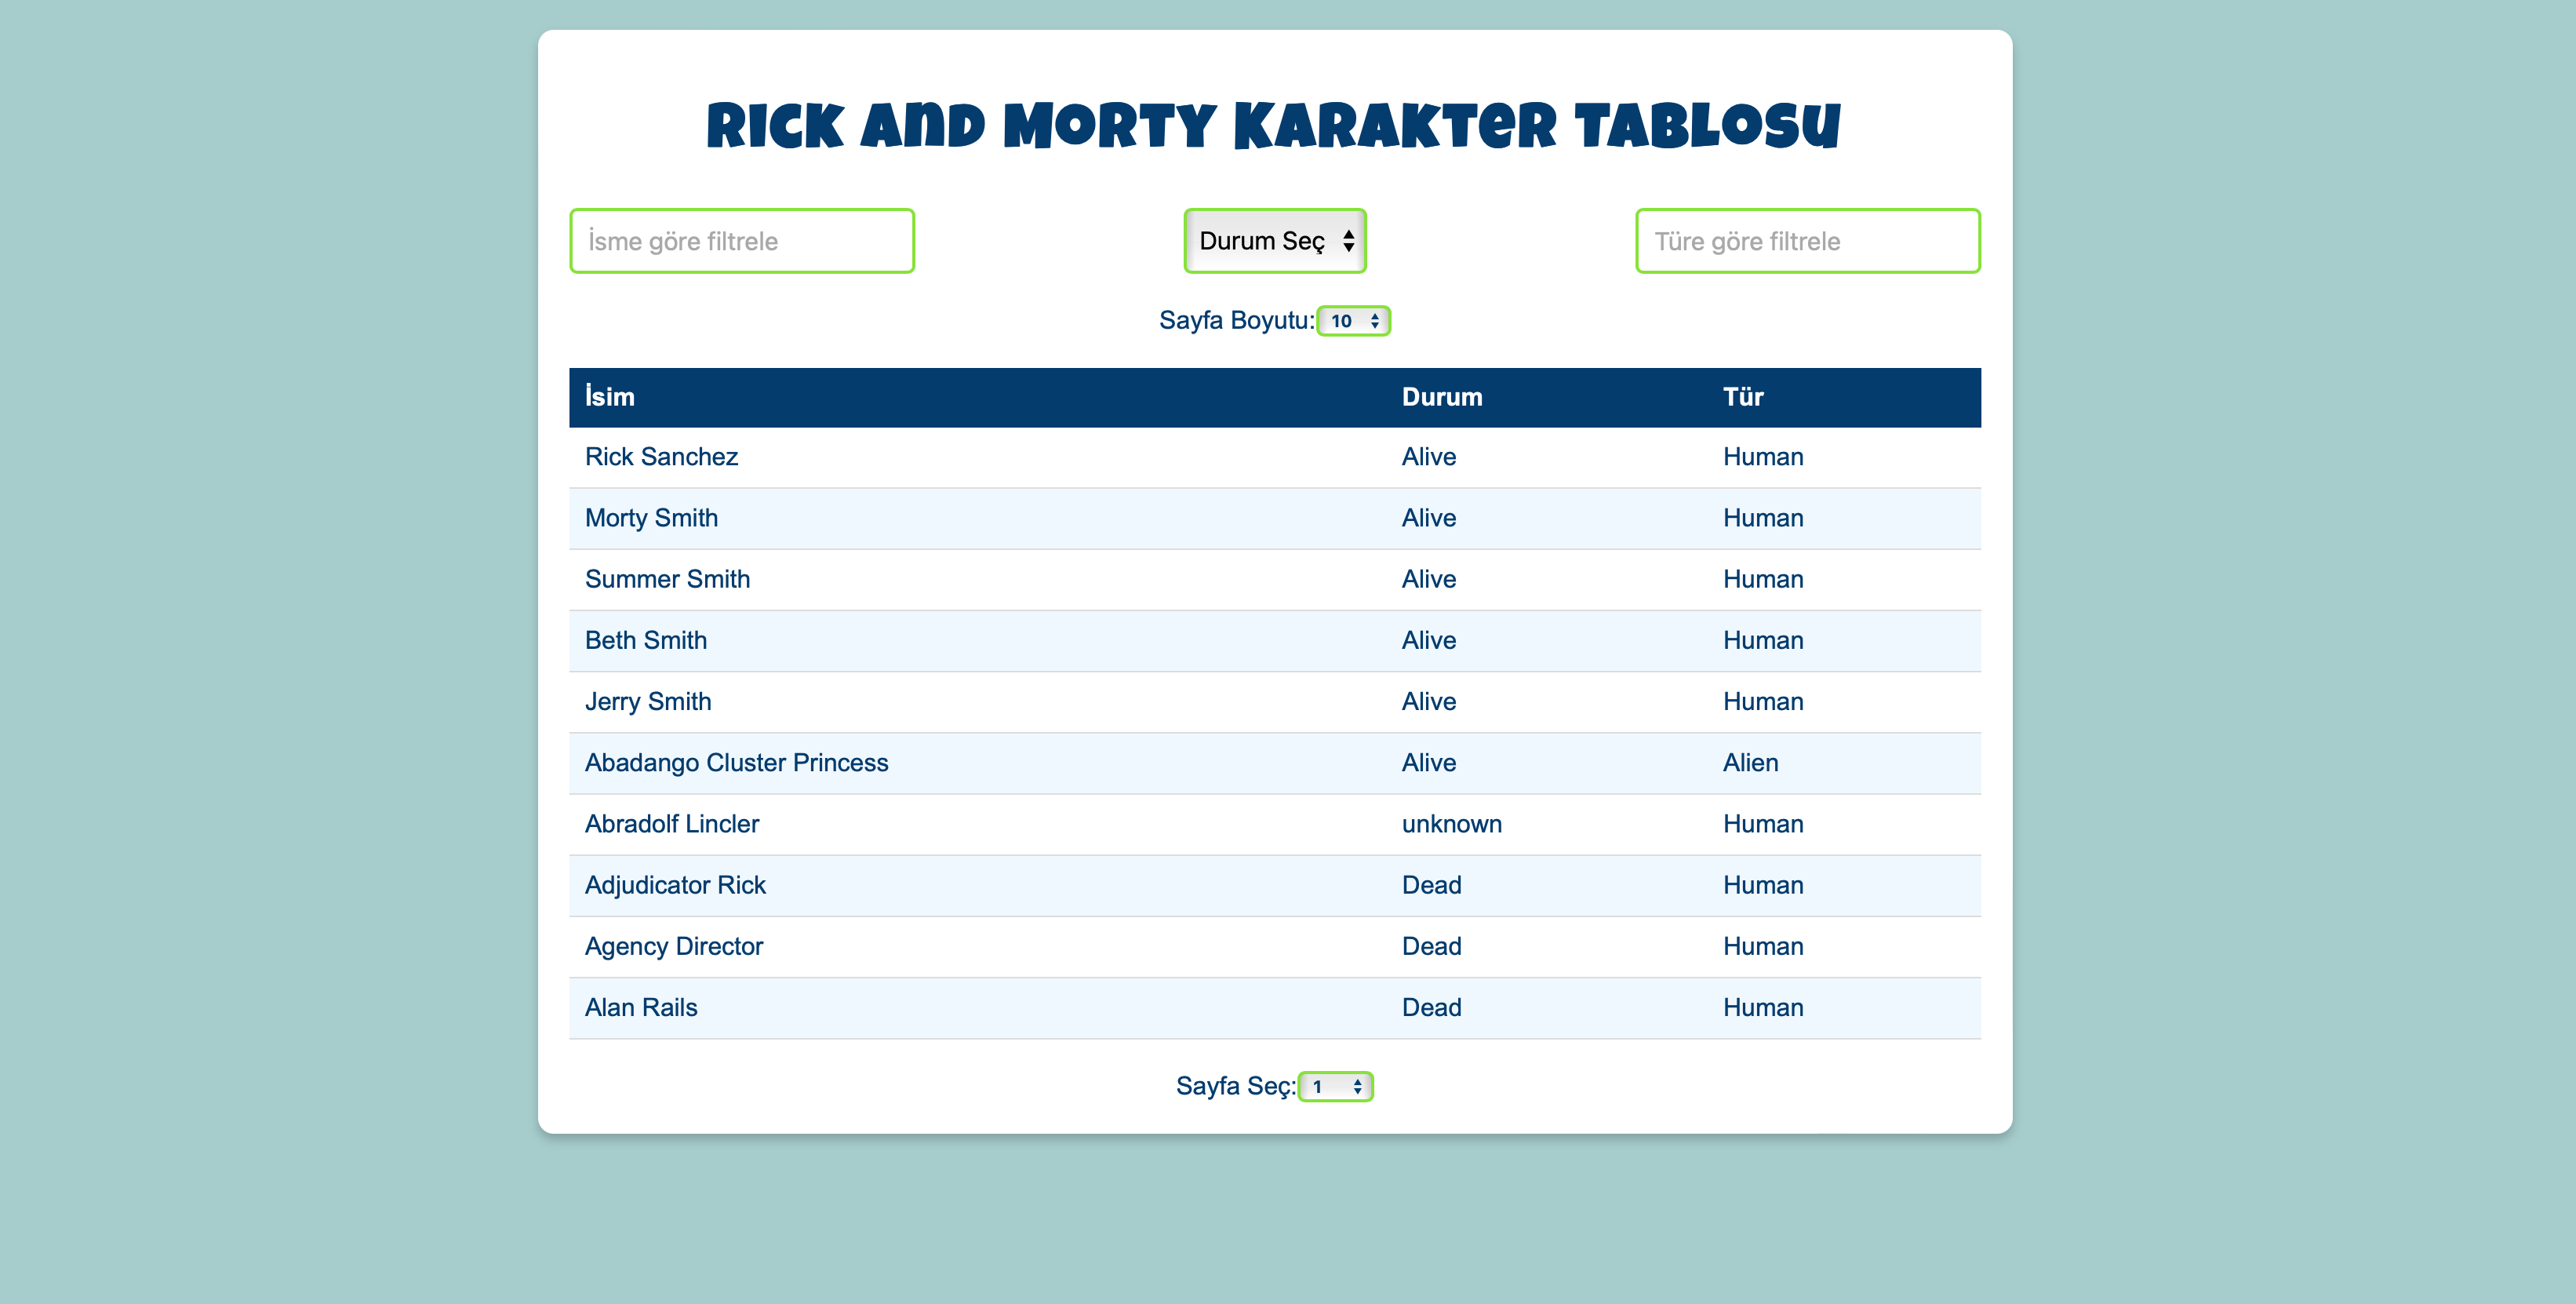 RICK AND MORTY KARAKTER TABLOSU
İsme göre filtrele Durum Seç Türe göre filtrele
Sayfa Boyutu: 10
İsim Durum Tür
Rick Sanchez Alive Human
Morty Smith Alive Human
Summer Smith Alive Human
Beth Smith Alive Human
Jerry Smith Alive Human
Abadango Cluster Princess Alive Alien
Abradolf Lincler unknown Human
Adjudicator Rick Dead Human
Agency Director Dead Human
Alan Rails Dead Human
Sayfa Seç: 1